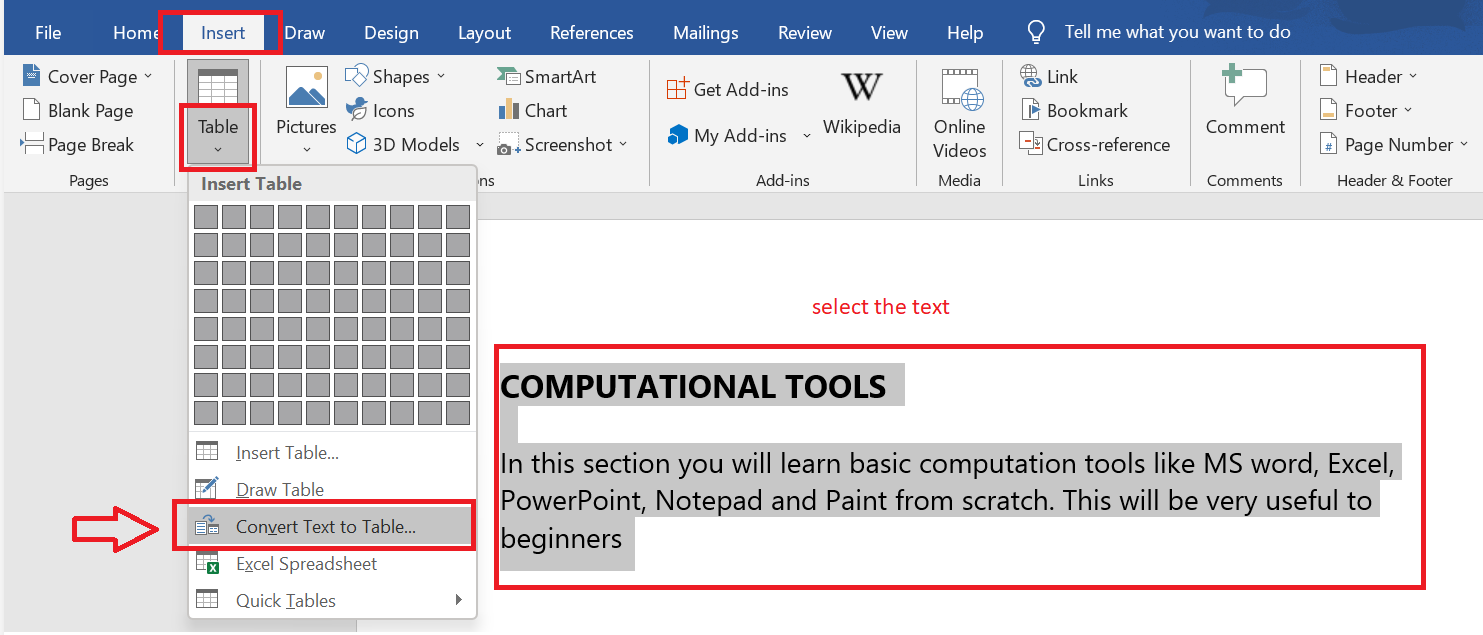 File Home Insert Draw Design Layout References Mailings Review View Help Tell me what you want to do
Cover Page
Blank Page
Page Break
Pages
Table
Pictures
Shapes
Icons
3D Models
SmartArt
Chart
Screenshot
ns
Get Add-ins
My Add-ins
W
Wikipedia
Add-ins
Online
Videos
Media
Link
Bookmark
Cross-reference
Links
Comment
Comments
Header
Footer
# Page Number
Header & Footer
Insert Table
Insert Table...
Draw Table
Convert Text to Table...
X Excel Spreadsheet
Quick Tables
select the text
COMPUTATIONAL TOOLS
In this section you will learn basic computation tools like MS word, Excel,
PowerPoint, Notepad and Paint from scratch. This will be very useful to
beginners